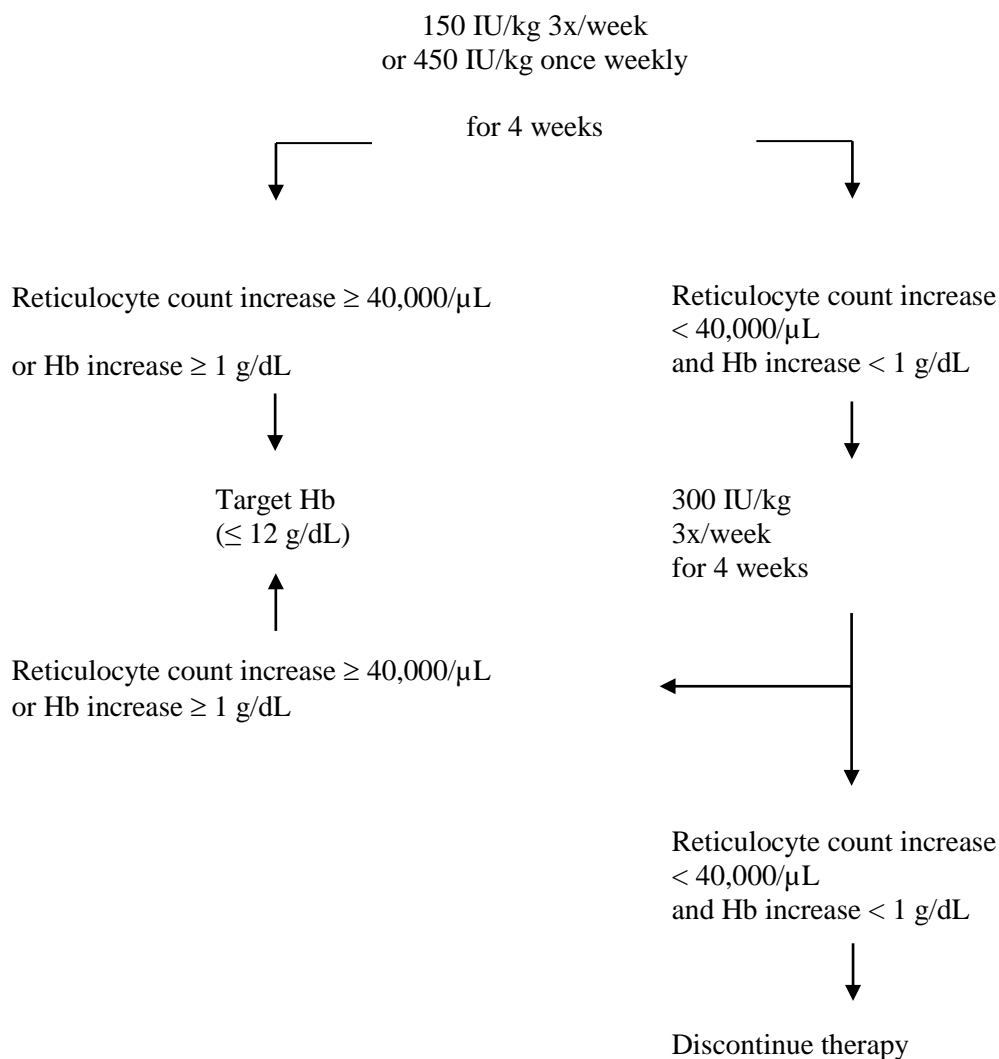 150 IU/kg 3x/week
or 450 IU/kg once weekly
for 4 weeks
Reticulocyte count increase ≥ 40,000/µL
or Hb increase ≥ 1 g/dL
Reticulocyte count increase
< 40,000/µL
and Hb increase < 1 g/dL
Target Hb
(≤ 12 g/dL)
300 IU/kg
3x/week
for 4 weeks
Reticulocyte count increase ≥ 40,000/µL
or Hb increase ≥ 1 g/dL
Reticulocyte count increase
< 40,000/µL
and Hb increase < 1 g/dL
Discontinue therapy